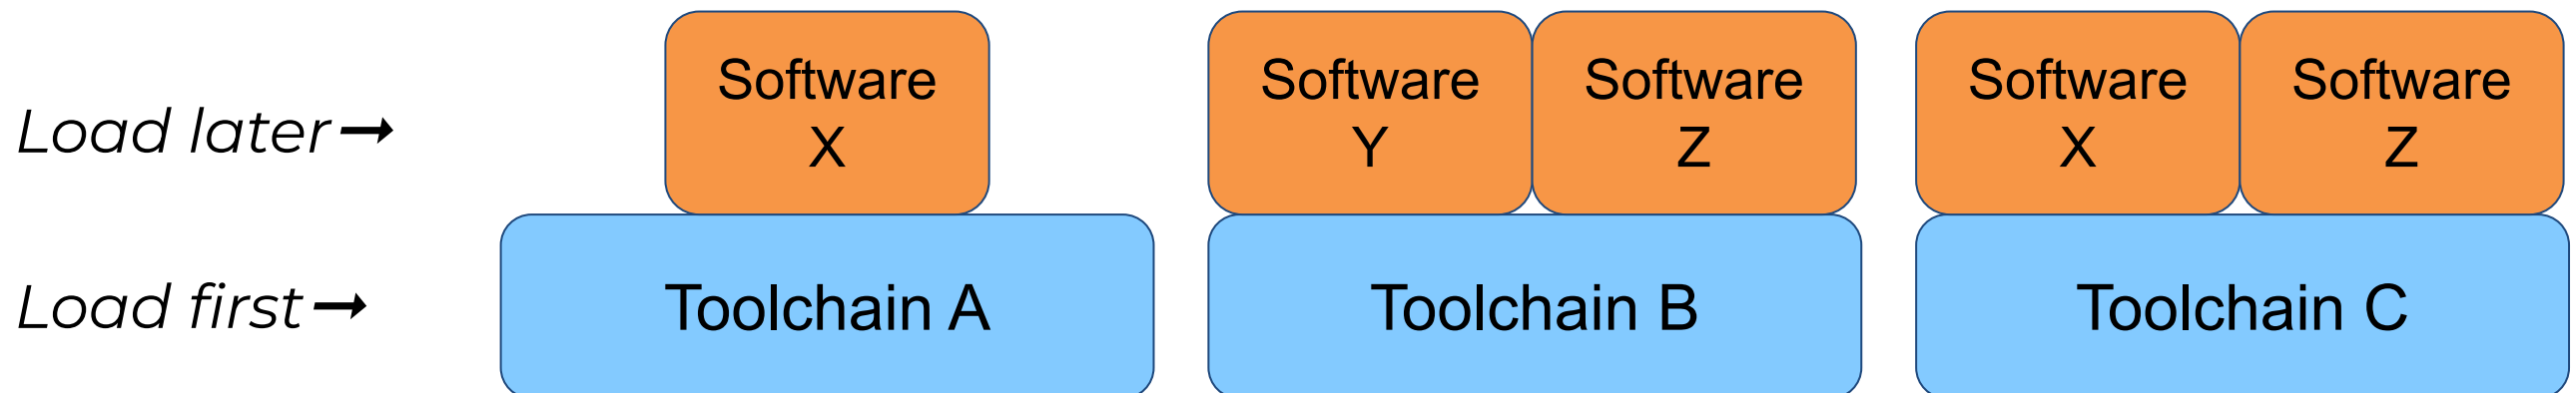 Load later➞
Software
X
Software
Y
Software
Z
Software
X
Software
Z
Load first➞
Toolchain A
Toolchain B
Toolchain C